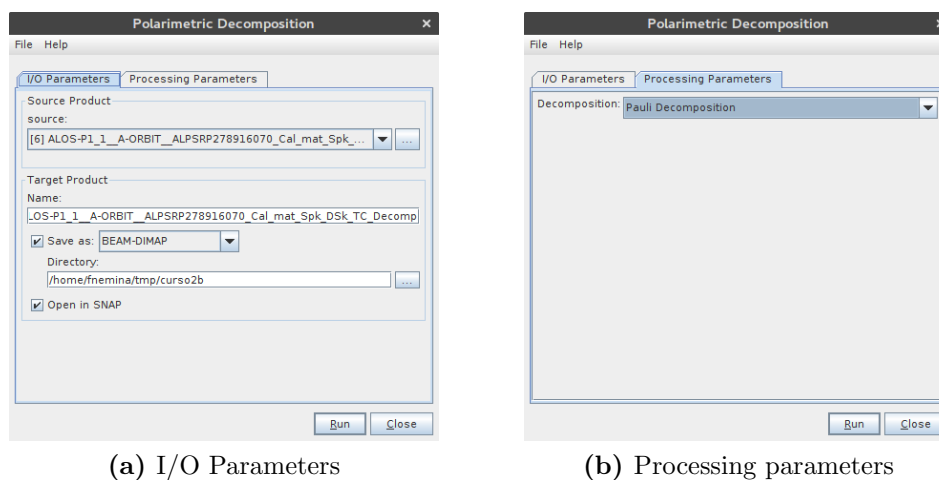 Polarimetric Decomposition ×
File Help
I/O Parameters Processing Parameters
Source Product
source:
[6] ALOS-P1_1__A-ORBIT__ALPSRP278916070_Cal_mat_Spk_... ...
Target Product
Name:
LOS-P1_1__A-ORBIT__ALPSRP278916070_Cal_mat_Spk_DSk_TC_Decomp
Save as: BEAM-DIMAP
Directory:
/home/fnemina/tmp/curso2b ...
Open in SNAP
Run Close
(a) I/O Parameters
Polarimetric Decomposition ×
File Help
I/O Parameters Processing Parameters
Decomposition: Pauli Decomposition
Run Close
(b) Processing parameters